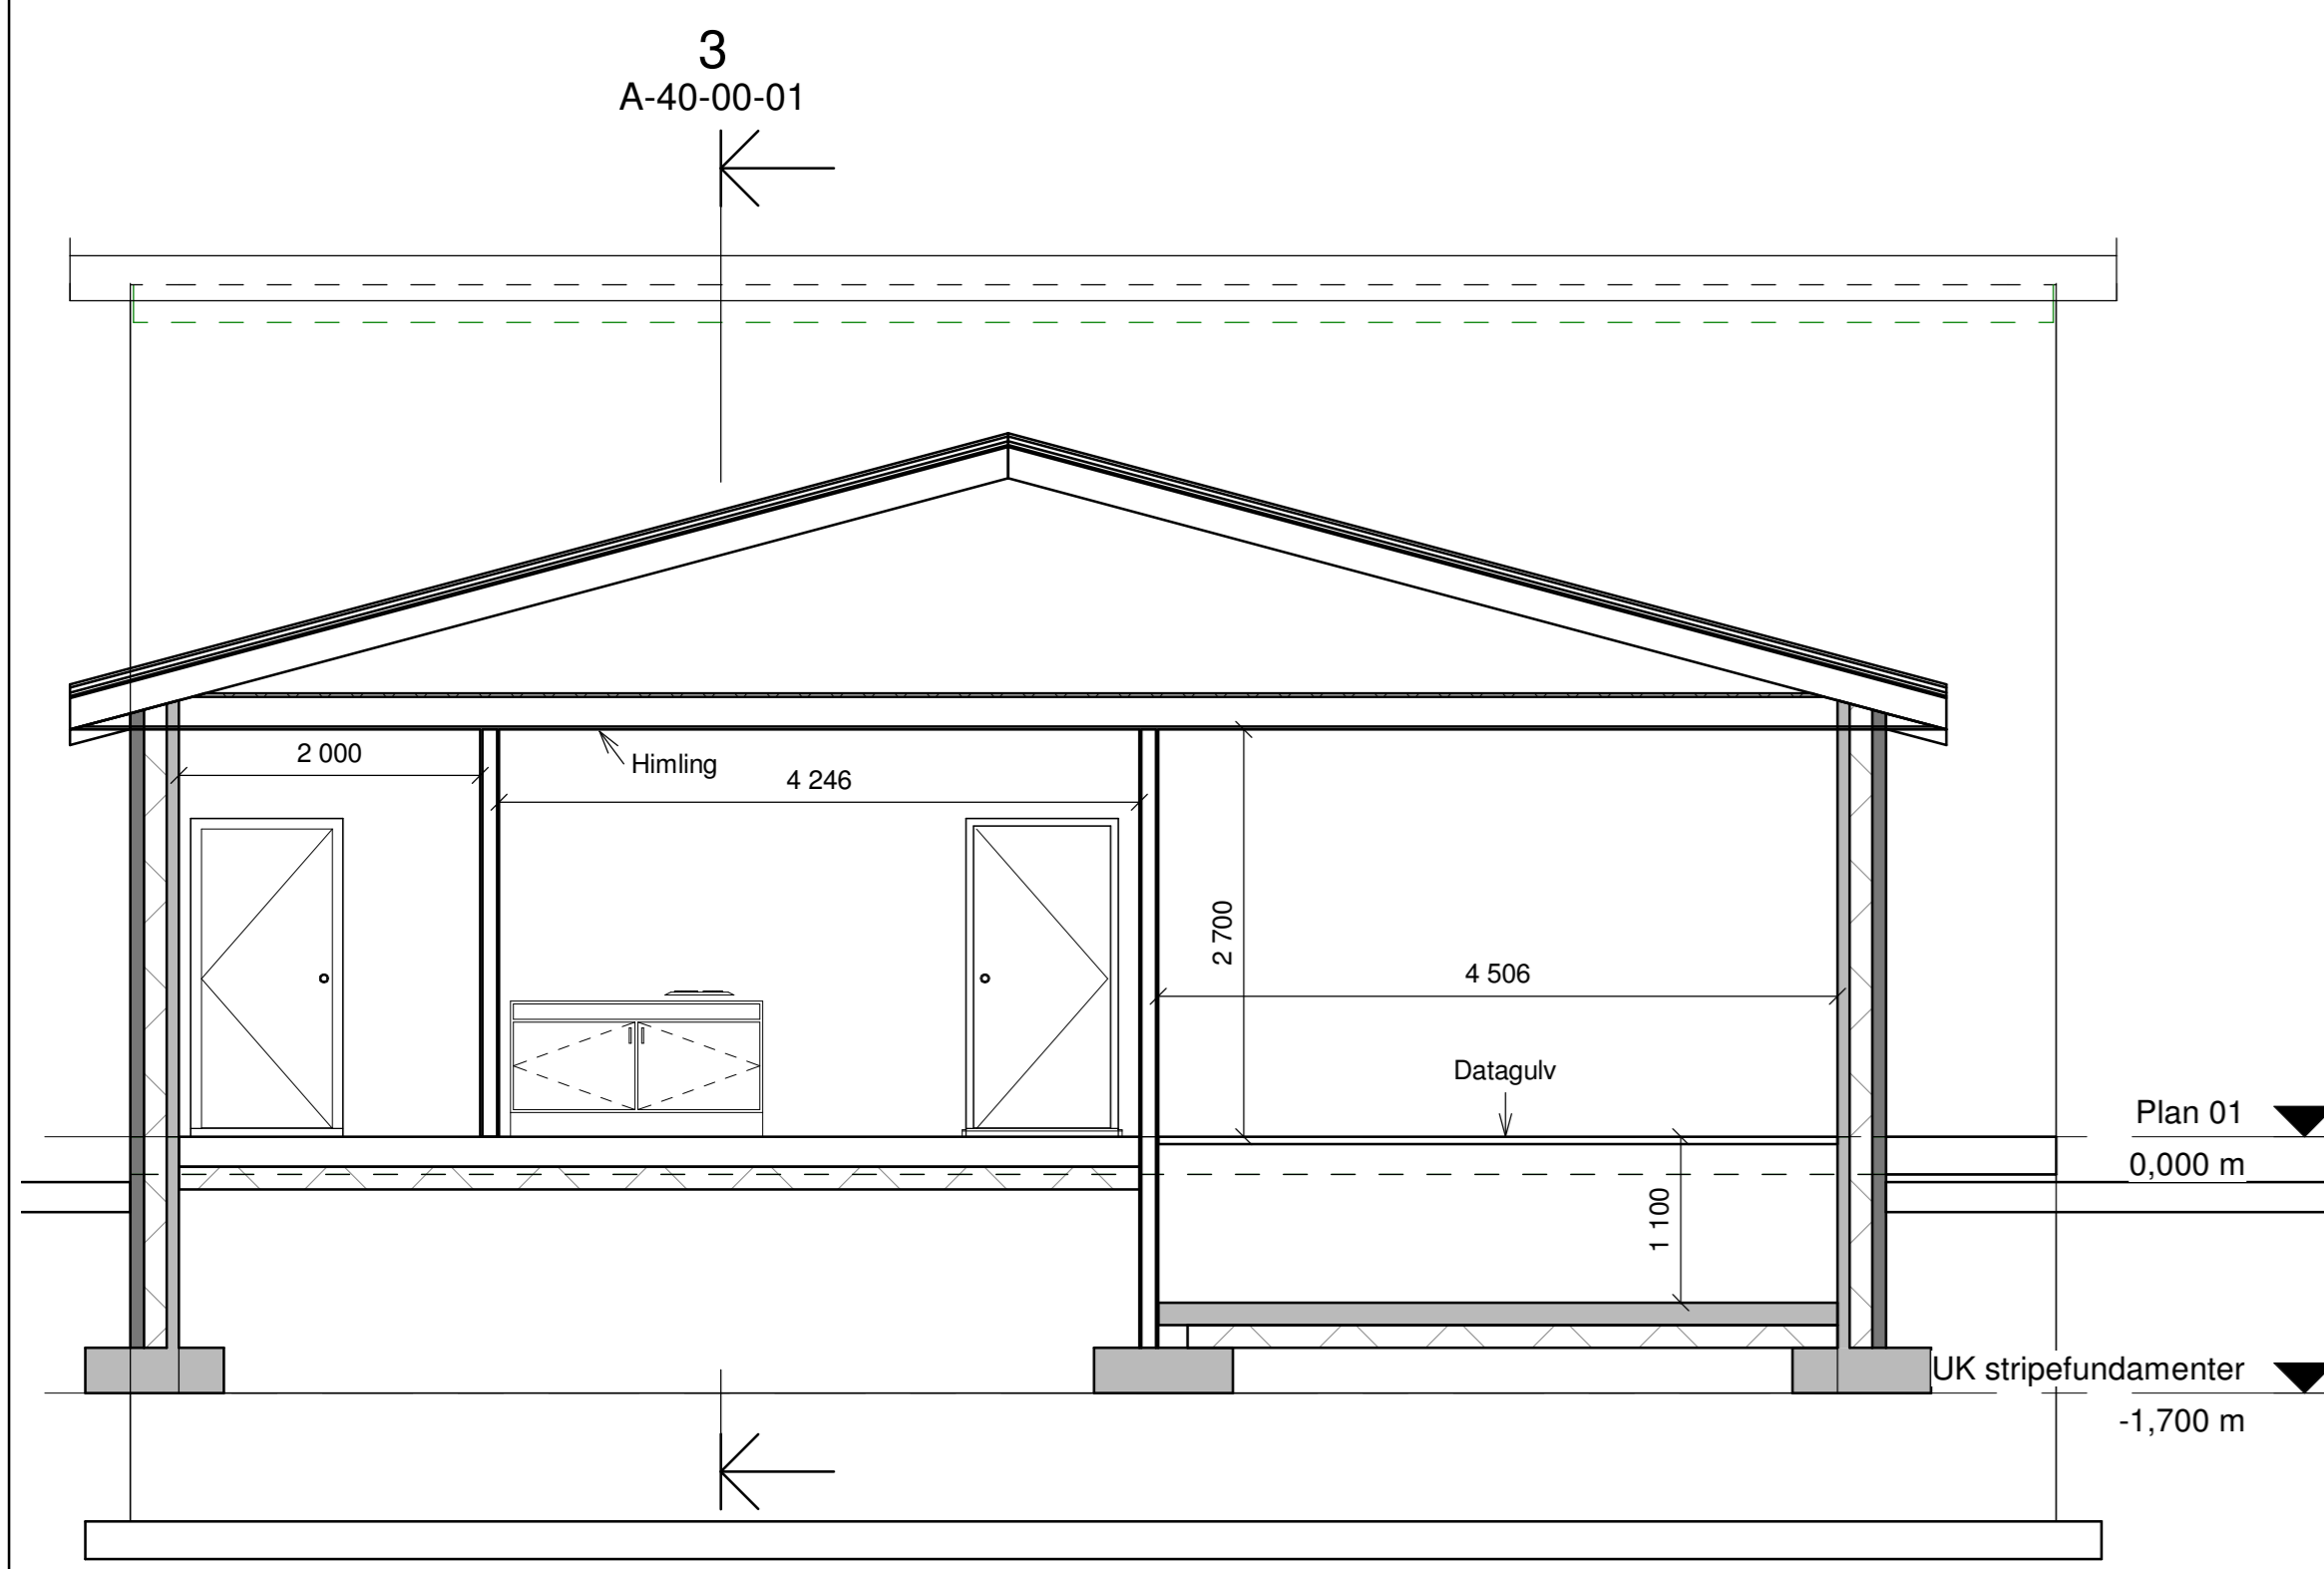 3
A-40-00-01
2 000
Himling
4 246
2 700
4 506
Datagulv
Plan 01
0,000 m
1 100
UK stripefundamenter
-1,700 m